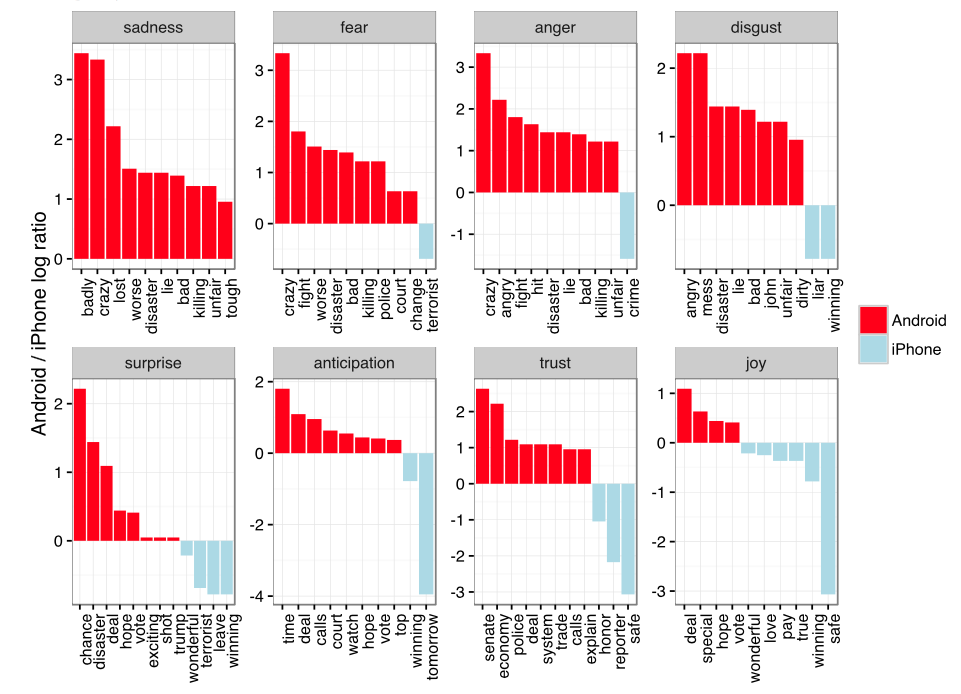 sadness
fear
anger
disgust
3
2
1
0
badly
crazy
lost
worse
disaster
lie
bad
killing
unfair
tough
3
2
1
0
crazy
fight
worse
disaster
bad
killing
police
court
change
terrorist
3
2
1
0
-1
crazy
angry
fight
hit
disaster
lie
bad
killing
unfair
crime
2
1
0
angry
mess
disaster
lie
bad
john
unfair
dirty
liar
winning
Android / iPhone log ratio
Android
iPhone
surprise
anticipation
trust
joy
2
1
0
chance
disaster
deal
hope
vote
exciting
shot
trump
wonderful
terrorist
leave
winning
2
0
-2
-4
time
deal
calls
court
watch
hope
vote
top
winning
tomorrow
2
1
0
-1
-2
-3
senate
economy
police
deal
system
trade
calls
explain
honor
reporter
safe
1
0
-1
-2
-3
deal
special
hope
vote
wonderful
love
pay
true
winning
safe